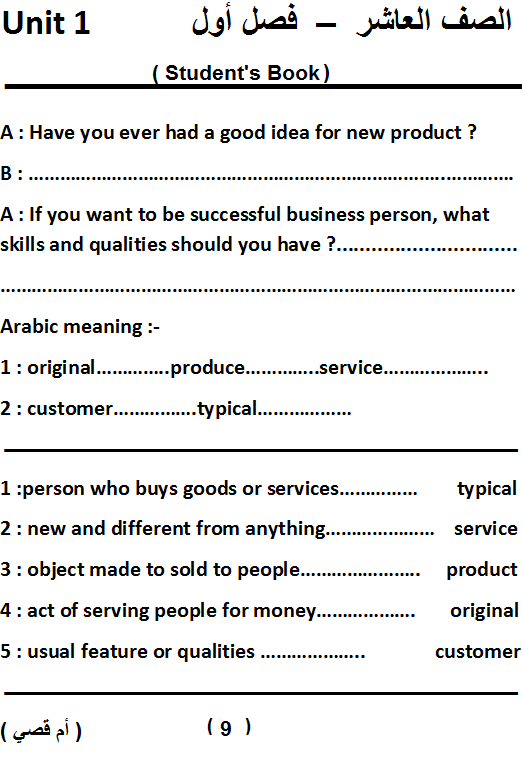 Unit 1 الصف العاشر – فصل أول
( Student's Book )
A : Have you ever had a good idea for new product ?
B : ……………………………………………………………………………………
A : If you want to be successful business person, what
skills and qualities should you have ?................................
…………………………………………………………………………………………
Arabic meaning :-
1 : original…………..produce…………..service………………..
2 : customer…………….typical………………
1 :person who buys goods or services…………… typical
2 : new and different from anything………………… service
3 : object made to sold to people………………….. product
4 : act of serving people for money………………. original
5 : usual feature or qualities ……………….. customer
( أم قصي ) ( 9 )